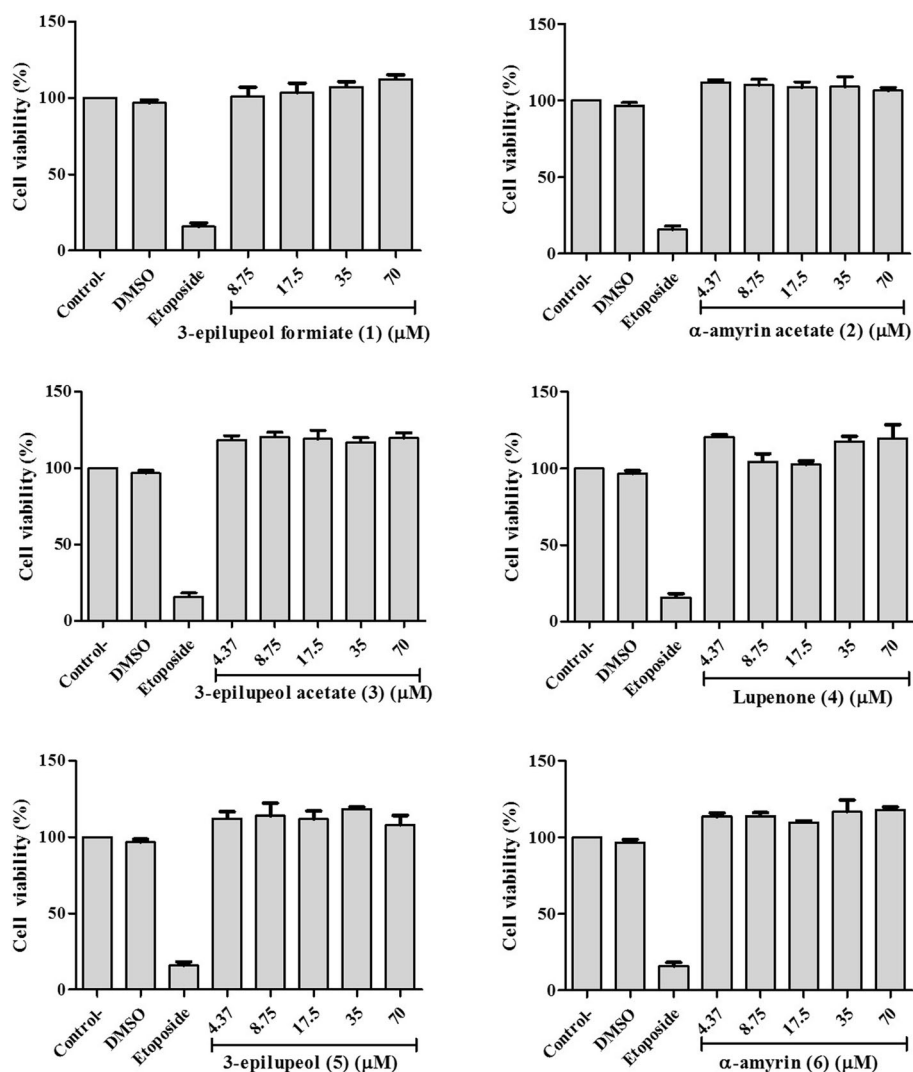 Cell viability (%)
150
100
50
0
Control-
DMSO
Etoposide
8.75
17.5
35
70
3-epilupeol formiate (1) (μM)
Cell viability (%)
150
100
50
0
Control-
DMSO
Etoposide
4.37
8.75
17.5
35
70
α-amyrin acetate (2) (μM)
Cell viability (%)
150
100
50
0
Control-
DMSO
Etoposide
4.37
8.75
17.5
35
70
3-epilupeol acetate (3) (μM)
Cell viability (%)
150
100
50
0
Control-
DMSO
Etoposide
4.37
8.75
17.5
35
70
Lupenone (4) (μM)
Cell viability (%)
150
100
50
0
Control-
DMSO
Etoposide
4.37
8.75
17.5
35
70
3-epilupeol (5) (μM)
Cell viability (%)
150
100
50
0
Control-
DMSO
Etoposide
4.37
8.75
17.5
35
70
α-amyrin (6) (μM)